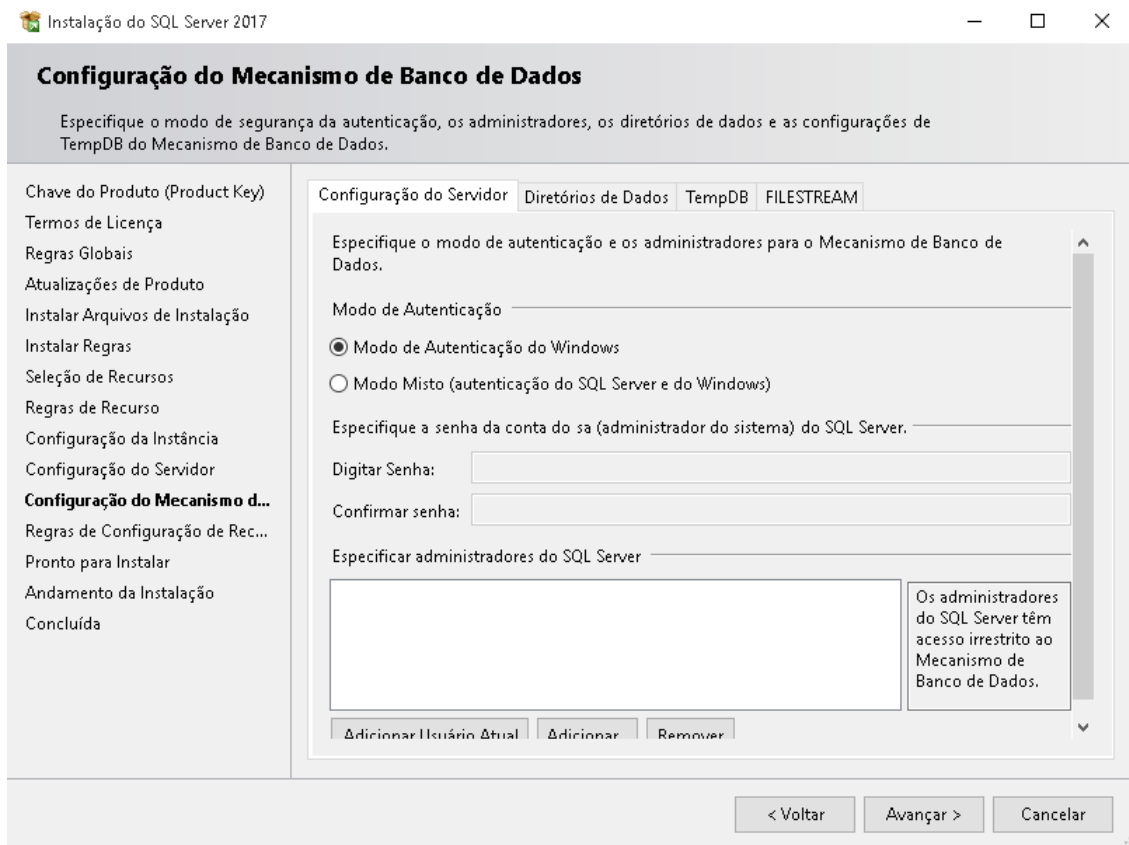 Instalação do SQL Server 2017
Configuração do Mecanismo de Banco de Dados
Especifique o modo de segurança da autenticação, os administradores, os diretórios de dados e as configurações de
TempDB do Mecanismo de Banco de Dados.
Chave do Produto (Product Key)
Termos de Licença
Regras Globais
Atualizações de Produto
Instalar Arquivos de Instalação
Instalar Regras
Seleção de Recursos
Regras de Recurso
Configuração da Instância
Configuração do Servidor
Configuração do Mecanismo d...
Regras de Configuração de Rec...
Pronto para Instalar
Andamento da Instalação
Concluída
Configuração do Servidor Diretórios de Dados TempDB FILESTREAM
Especifique o modo de autenticação e os administradores para o Mecanismo de Banco de
Dados.
Modo de Autenticação
Modo de Autenticação do Windows
Modo Misto (autenticação do SQL Server e do Windows)
Especifique a senha da conta do sa (administrador do sistema) do SQL Server.
Digitar Senha:
Confirmar senha:
Especificar administradores do SQL Server
Os administradores
do SQL Server têm
acesso irrestrito ao
Mecanismo de
Banco de Dados.
Adicionar Usuário Atual Adicionar... Remover
< Voltar Avançar > Cancelar